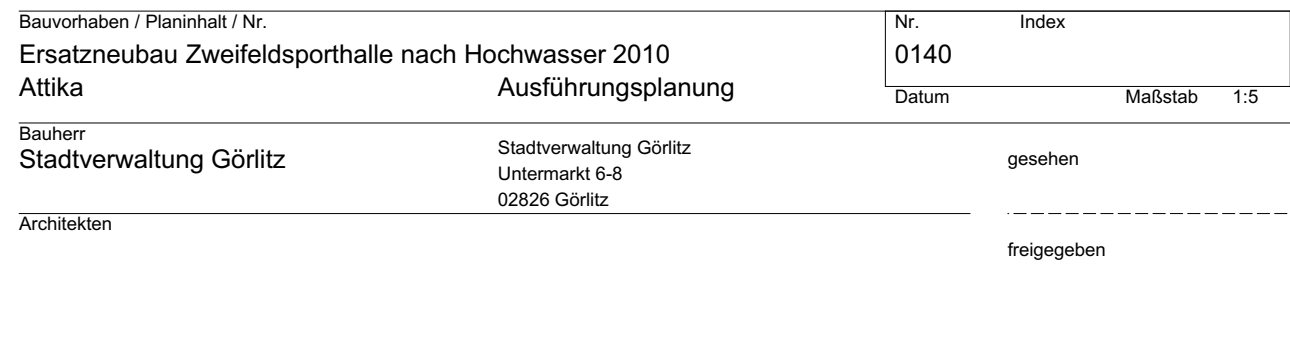 Bauvorhaben / Planinhalt / Nr.
Ersatzneubau Zweifeldsporthalle nach Hochwasser 2010
Attika Ausführungsplanung
Nr. Index
0140
Datum Maßstab 1:5
Bauherr
Stadtverwaltung Görlitz
Stadtverwaltung Görlitz
Untermarkt 6-8
02826 Görlitz
gesehen
Architekten
freigegeben